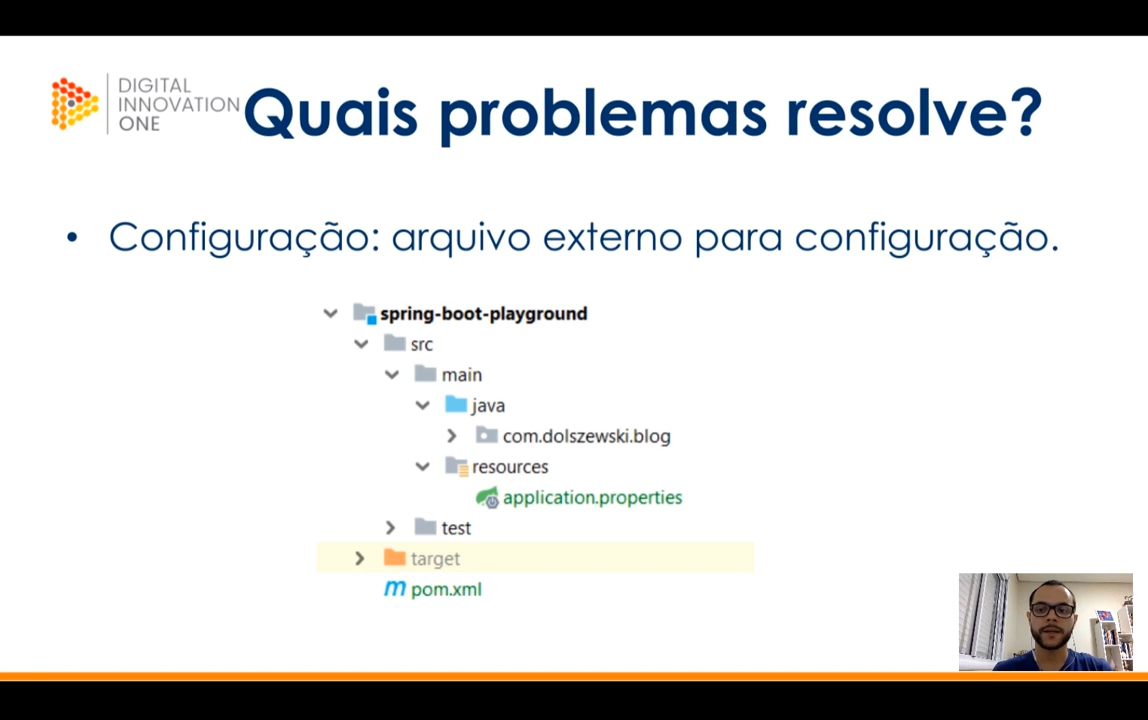 DIGITAL
INNOVATION
ONE
Quais problemas resolve?
• Configuração: arquivo externo para configuração.
spring-boot-playground
src
main
java
com.dolszewski.blog
resources
application.properties
test
target
m pom.xml